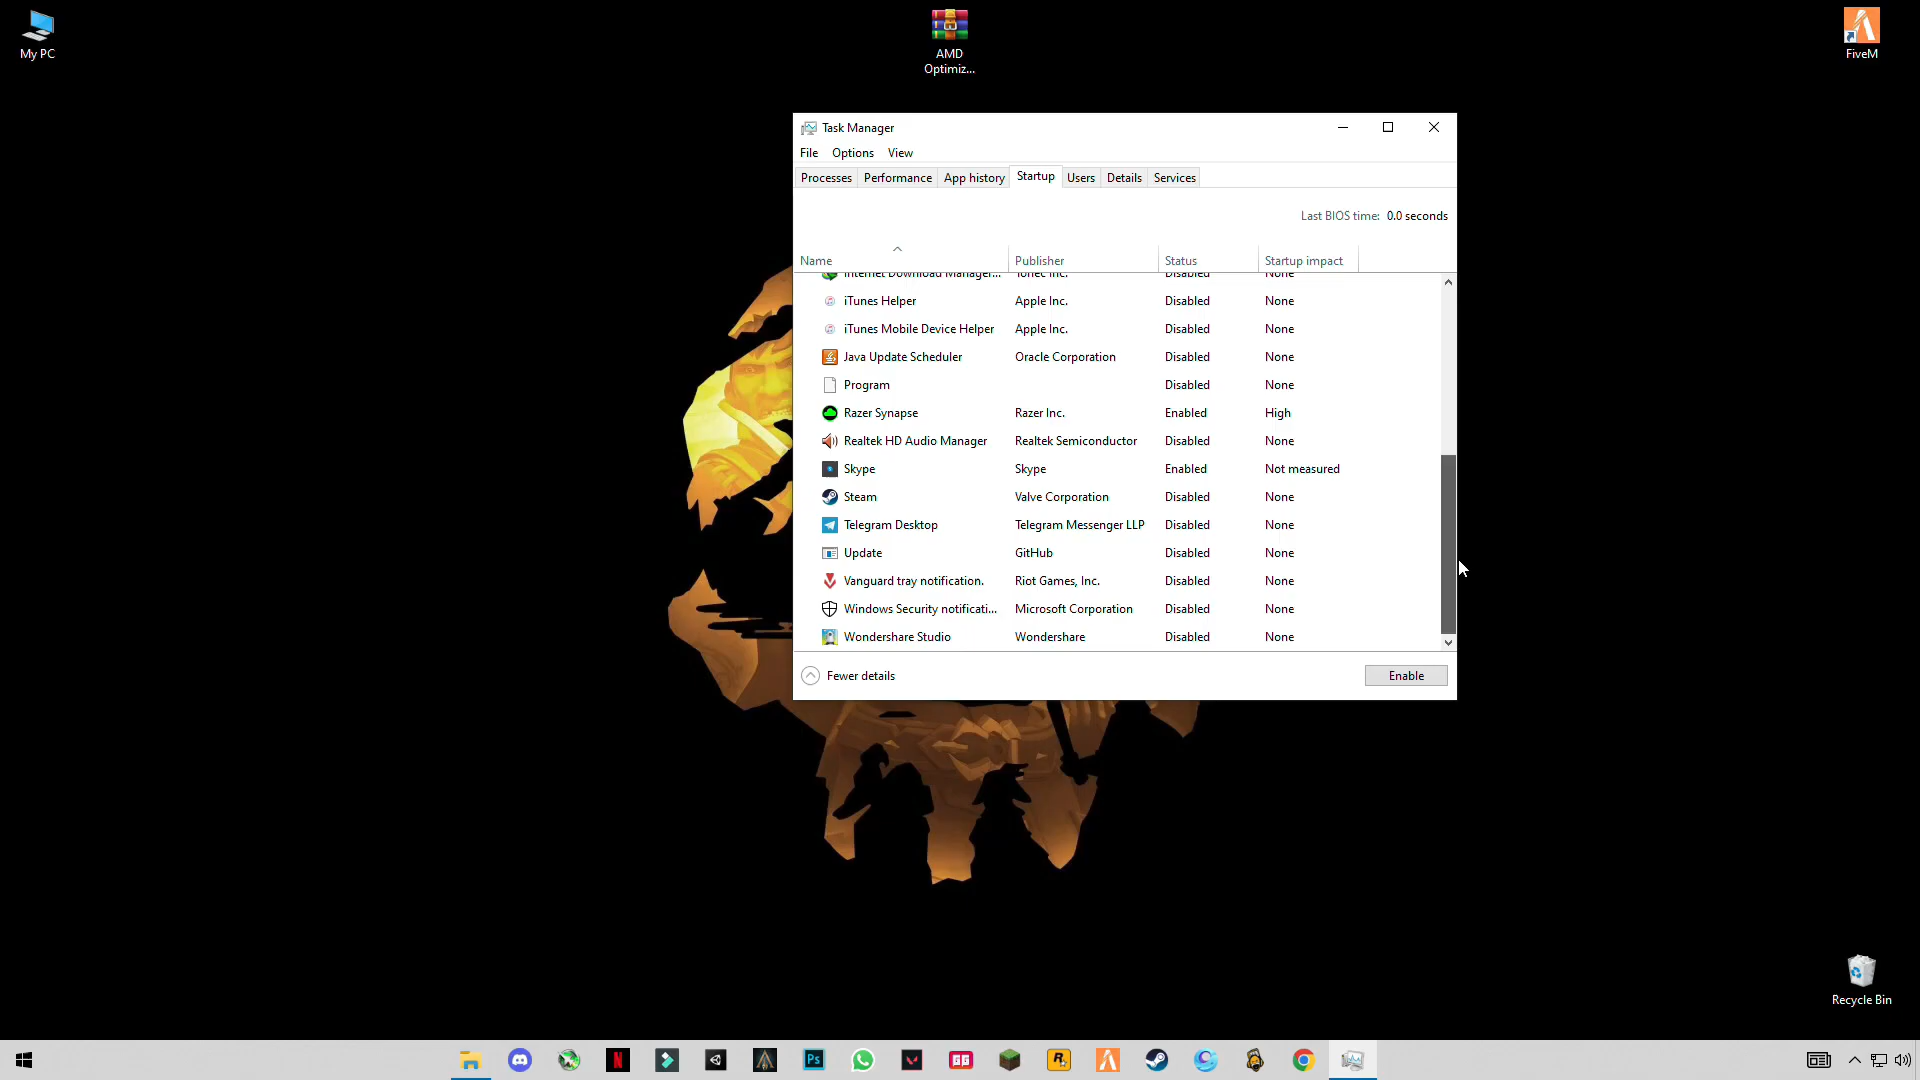 My PC
AMD
Optimiz...
FiveM
Task Manager
File Options View
Processes Performance App history Startup Users Details Services
Last BIOS time: 0.0 seconds
Name Publisher Status Startup impact
Internet Download Manager... Tonec Inc. Disabled None
iTunes Helper Apple Inc. Disabled None
iTunes Mobile Device Helper Apple Inc. Disabled None
Java Update Scheduler Oracle Corporation Disabled None
Program Disabled None
Razer Synapse Razer Inc. Enabled High
Realtek HD Audio Manager Realtek Semiconductor Disabled None
Skype Skype Enabled Not measured
Steam Valve Corporation Disabled None
Telegram Desktop Telegram Messenger LLP Disabled None
Update GitHub Disabled None
Vanguard tray notification. Riot Games, Inc. Disabled None
Windows Security notificati... Microsoft Corporation Disabled None
Wondershare Studio Wondershare Disabled None
Fewer details Enable
Recycle Bin
N Ps GG R